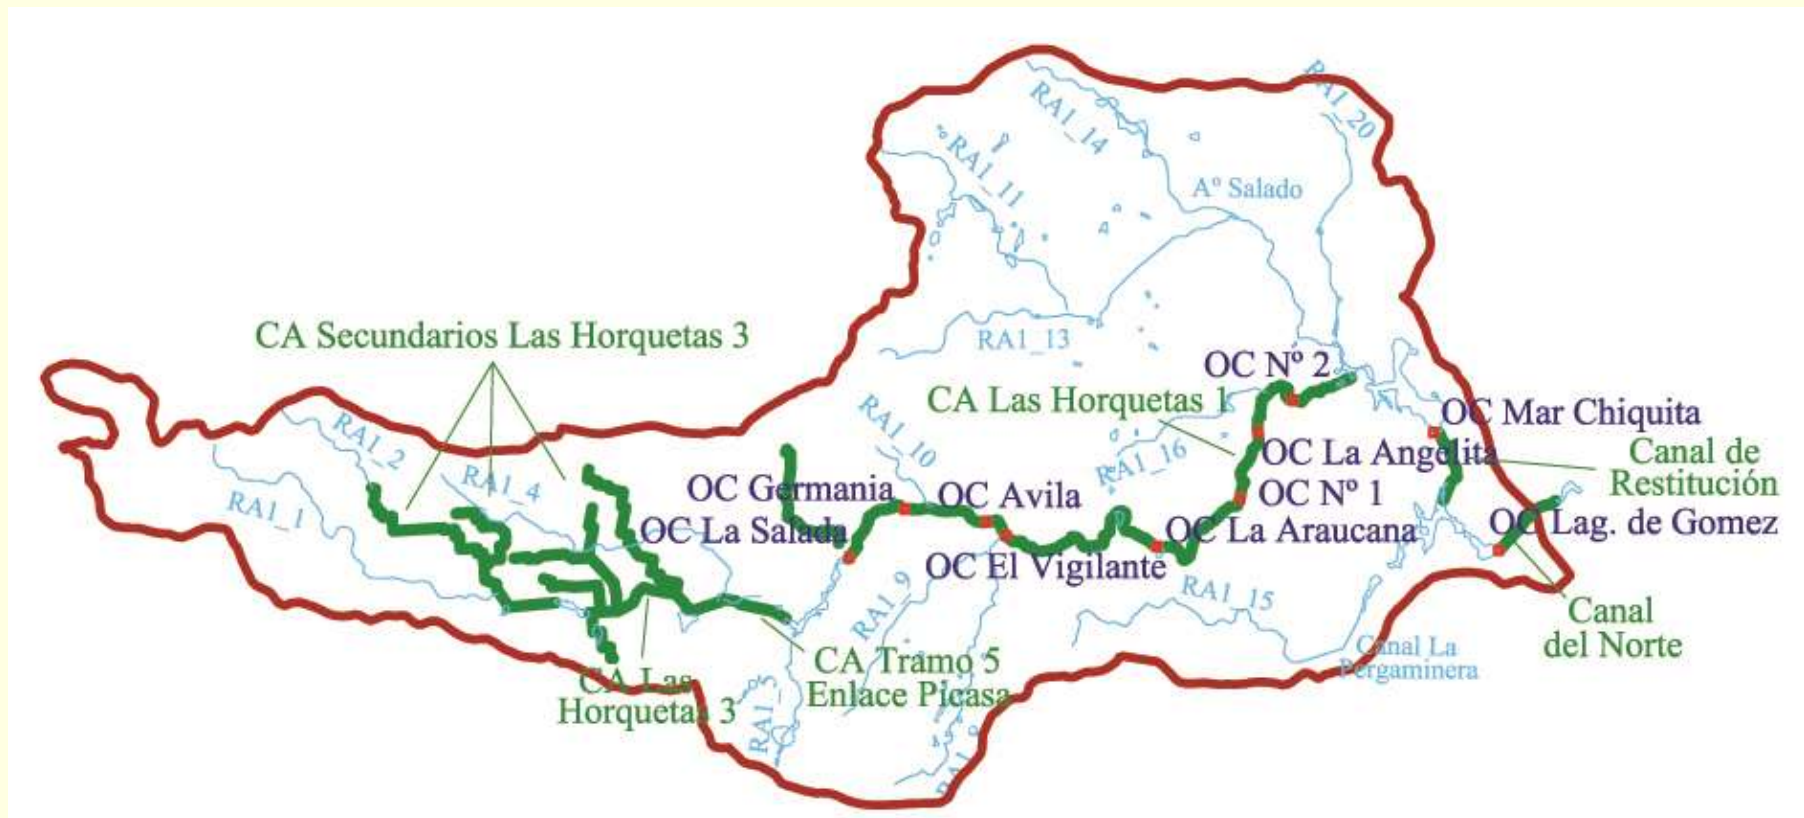 RA1_20
RA1_14
RA1_11
Aº Salado
CA Secundarios Las Horquetas 3
RA1_13
OC Nº 2
CA Las Horquetas 1
OC Mar Chiquita
RA1_2
RA1_10
RA1_16
OC La Angelita
Canal de
Restitución
RA1_4
RA1_1
OC Germania
OC Avila
OC Nº 1
OC La Salada
OC La Araucana
OC Lag. de Gomez
OC El Vigilante
RA1_9
RA1_15
Canal
del Norte
Canal La
Pergaminera
CA Tramo 5
Enlace Picasa
CA Las
Horquetas 3